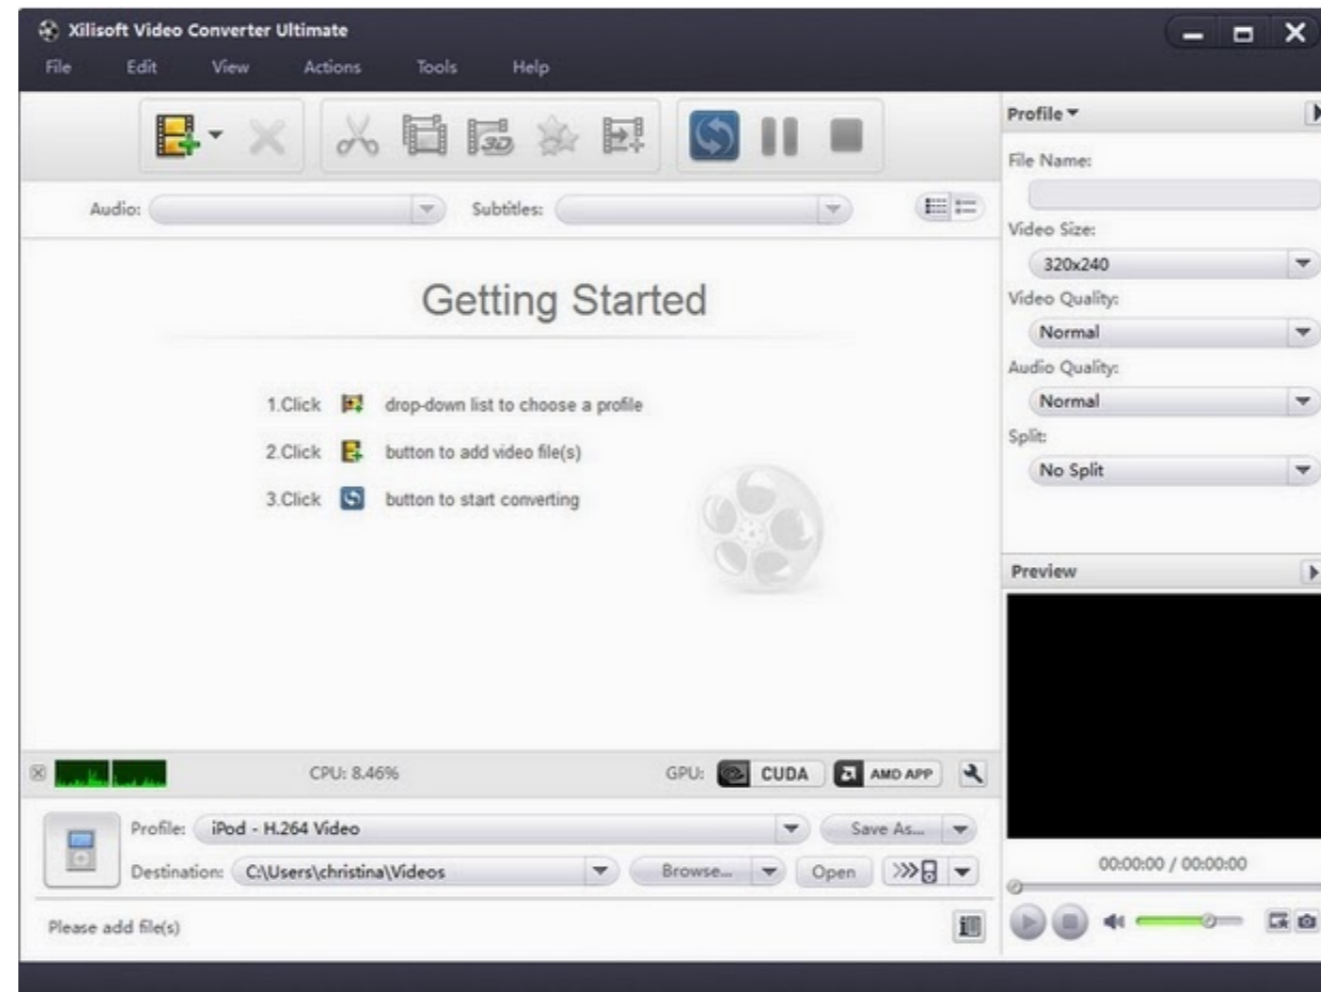 Xilisoft Video Converter Ultimate
File Edit View Actions Tools Help
3D
Audio: Subtitles:
Getting Started
1.Click drop-down list to choose a profile
2.Click button to add video file(s)
3.Click button to start converting
CPU: 8.46% GPU: CUDA AMD APP
Profile: iPod - H.264 Video Save As...
Destination: C:\Users\christina\Videos Browse... Open
Please add file(s)
Profile
File Name:
Video Size:
320x240
Video Quality:
Normal
Audio Quality:
Normal
Split:
No Split
Preview
00:00:00 / 00:00:00